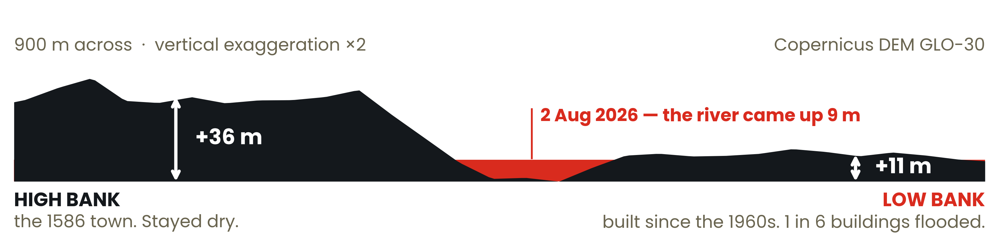 900 m across · vertical exaggeration ×2
Copernicus DEM GLO-30
2 Aug 2026 — the river came up 9 m
+36 m
+11 m
HIGH BANK
LOW BANK
the 1586 town. Stayed dry.
built since the 1960s. 1 in 6 buildings flooded.